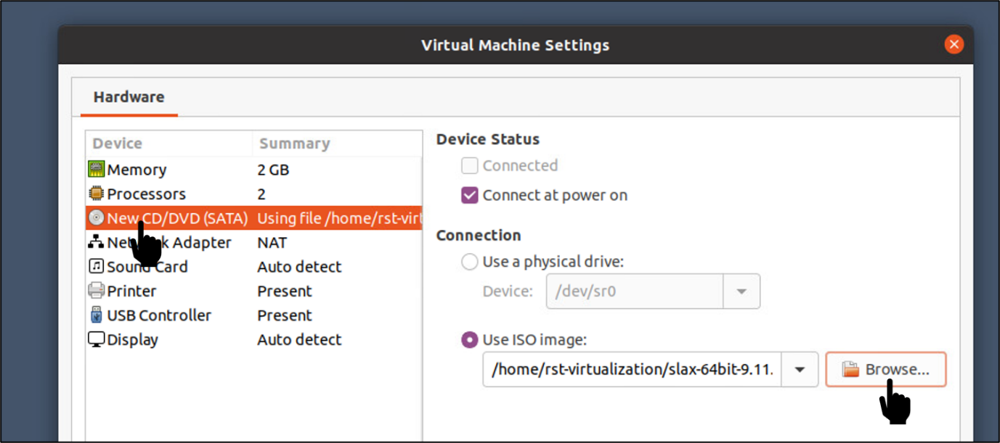 Virtual Machine Settings
Hardware
Device Summary
Memory 2 GB
Processors 2
New CD/DVD (SATA) Using file /home/rst-virt
Network Adapter NAT
Sound Card Auto detect
Printer Present
USB Controller Present
Display Auto detect
Device Status
Connected
Connect at power on
Connection
Use a physical drive:
Device: /dev/sr0
Use ISO image:
/home/rst-virtualization/slax-64bit-9.11.
Browse...